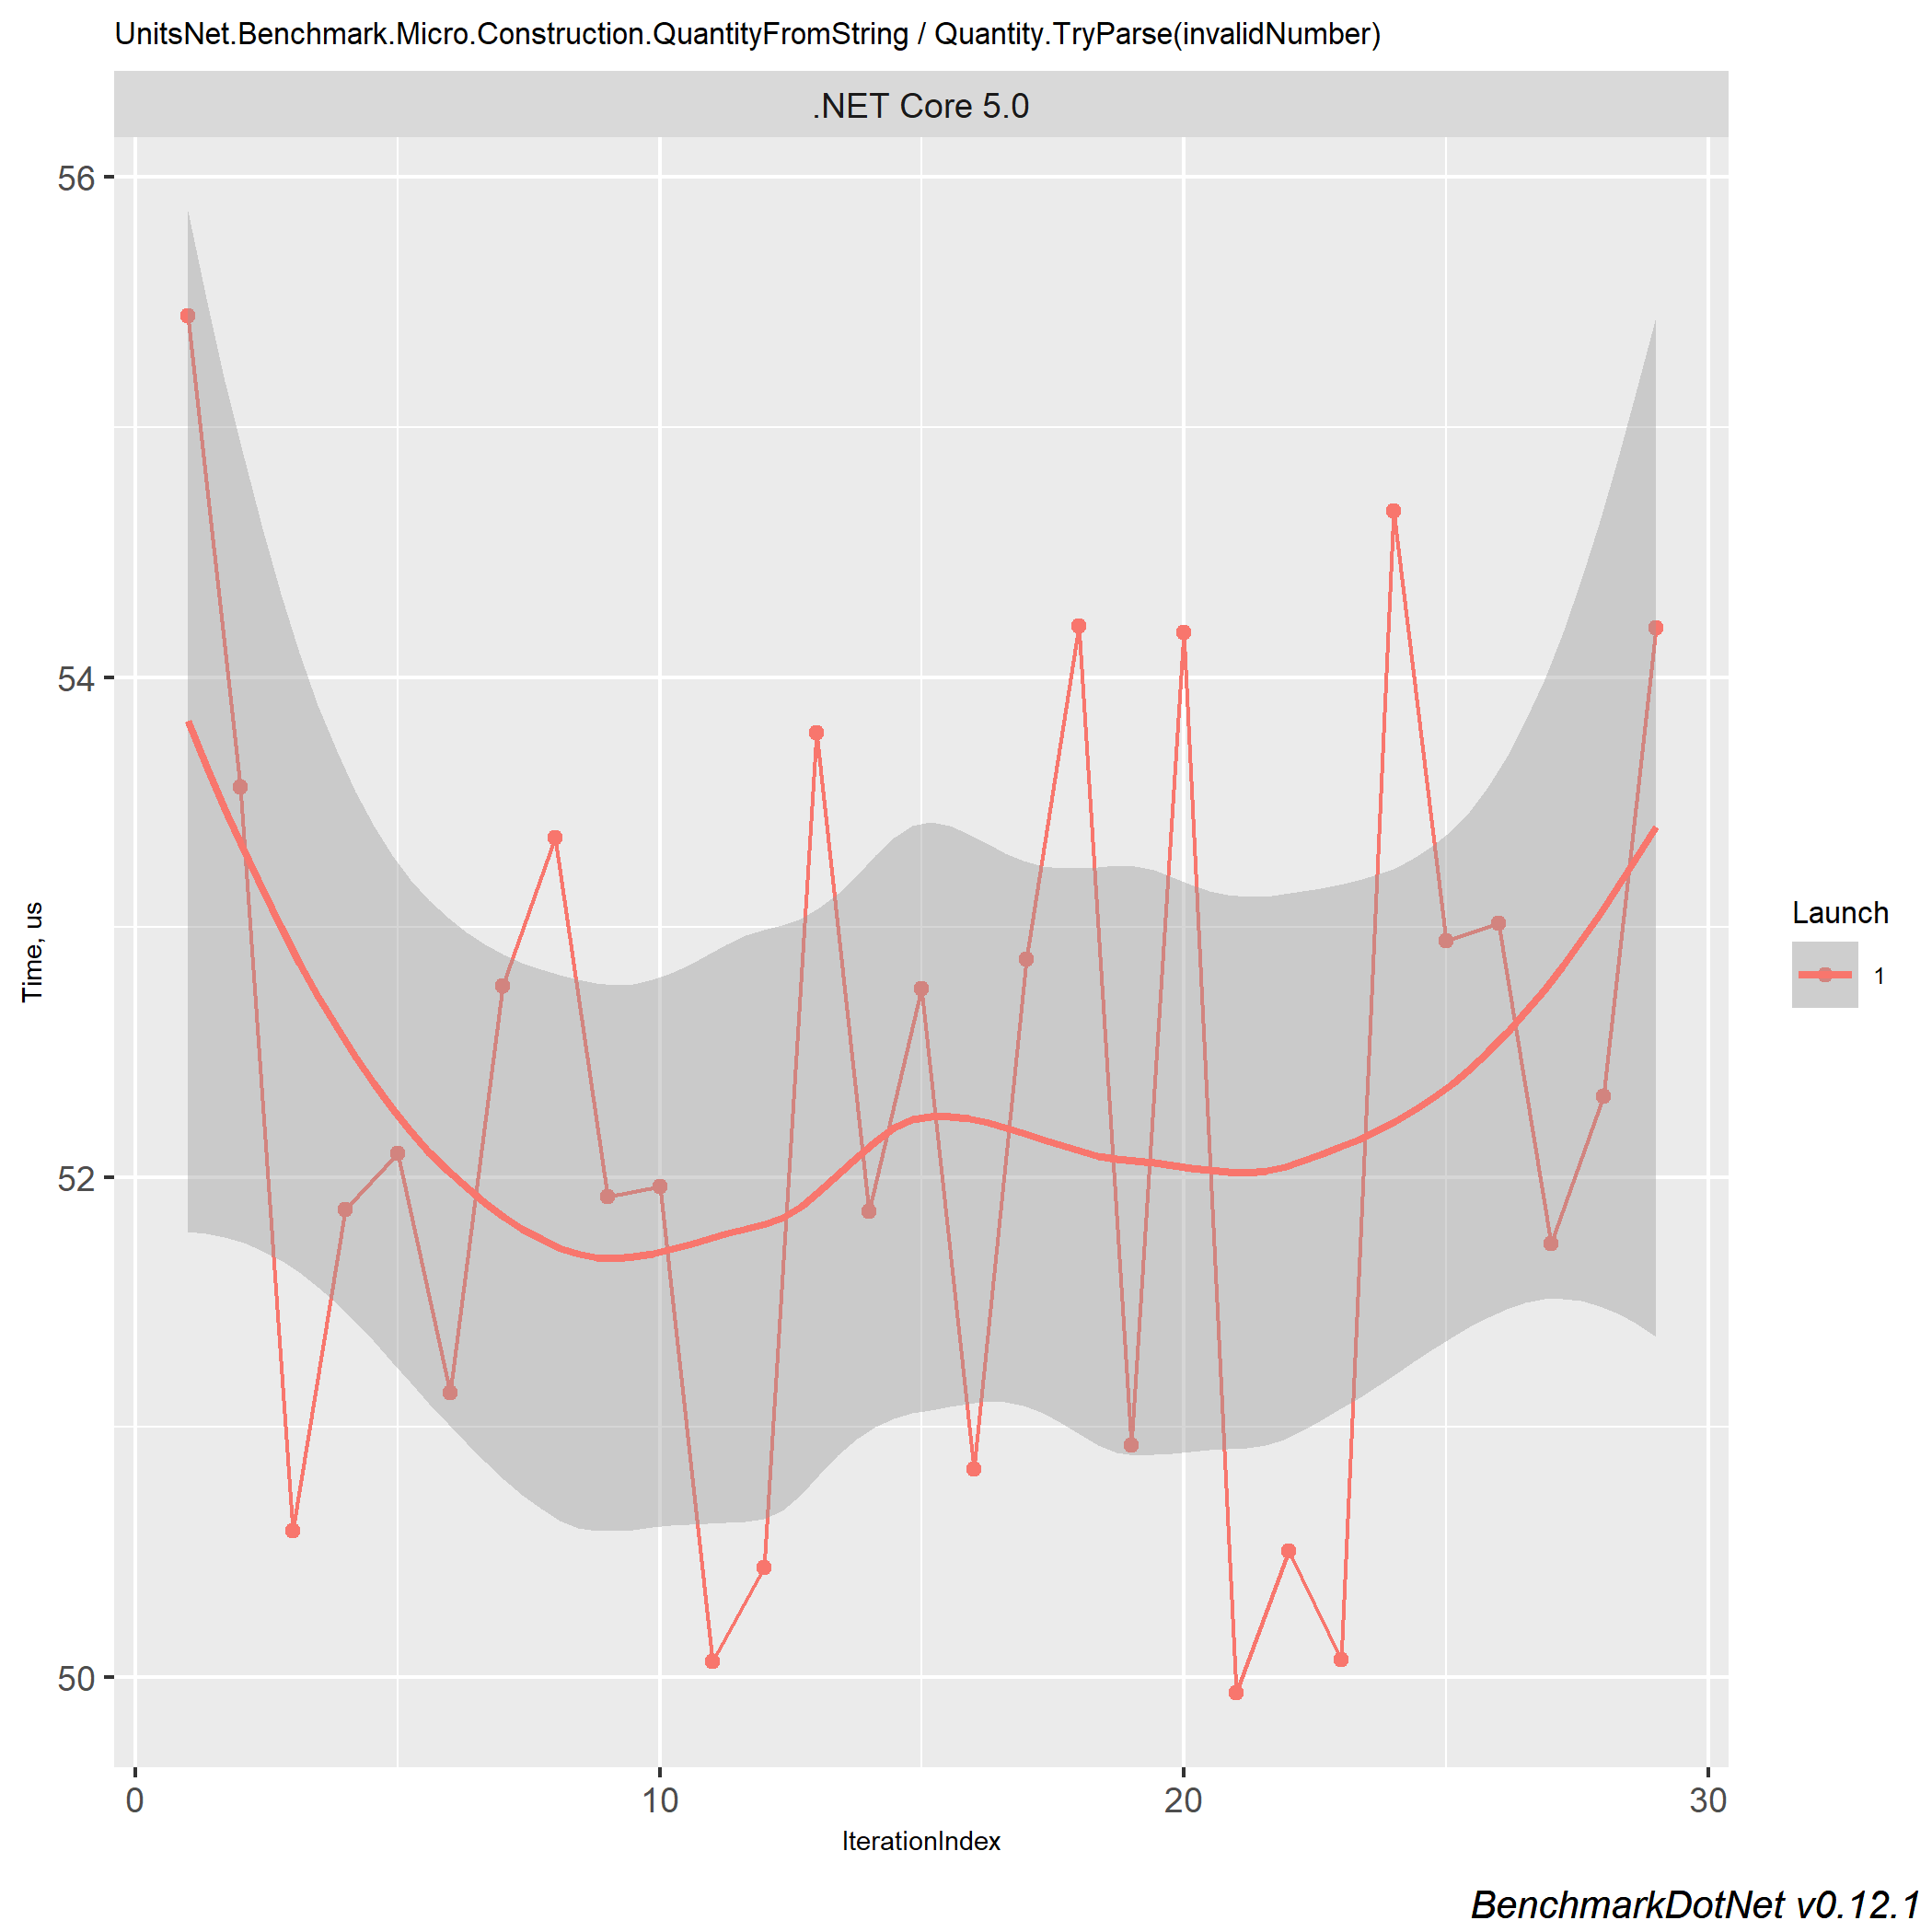 UnitsNet.Benchmark.Micro.Construction.QuantityFromString / Quantity.TryParse(invalidNumber)
.NET Core 5.0
56
54
52
50
Time, us
Launch
1
0 10 20 30
IterationIndex
BenchmarkDotNet v0.12.1